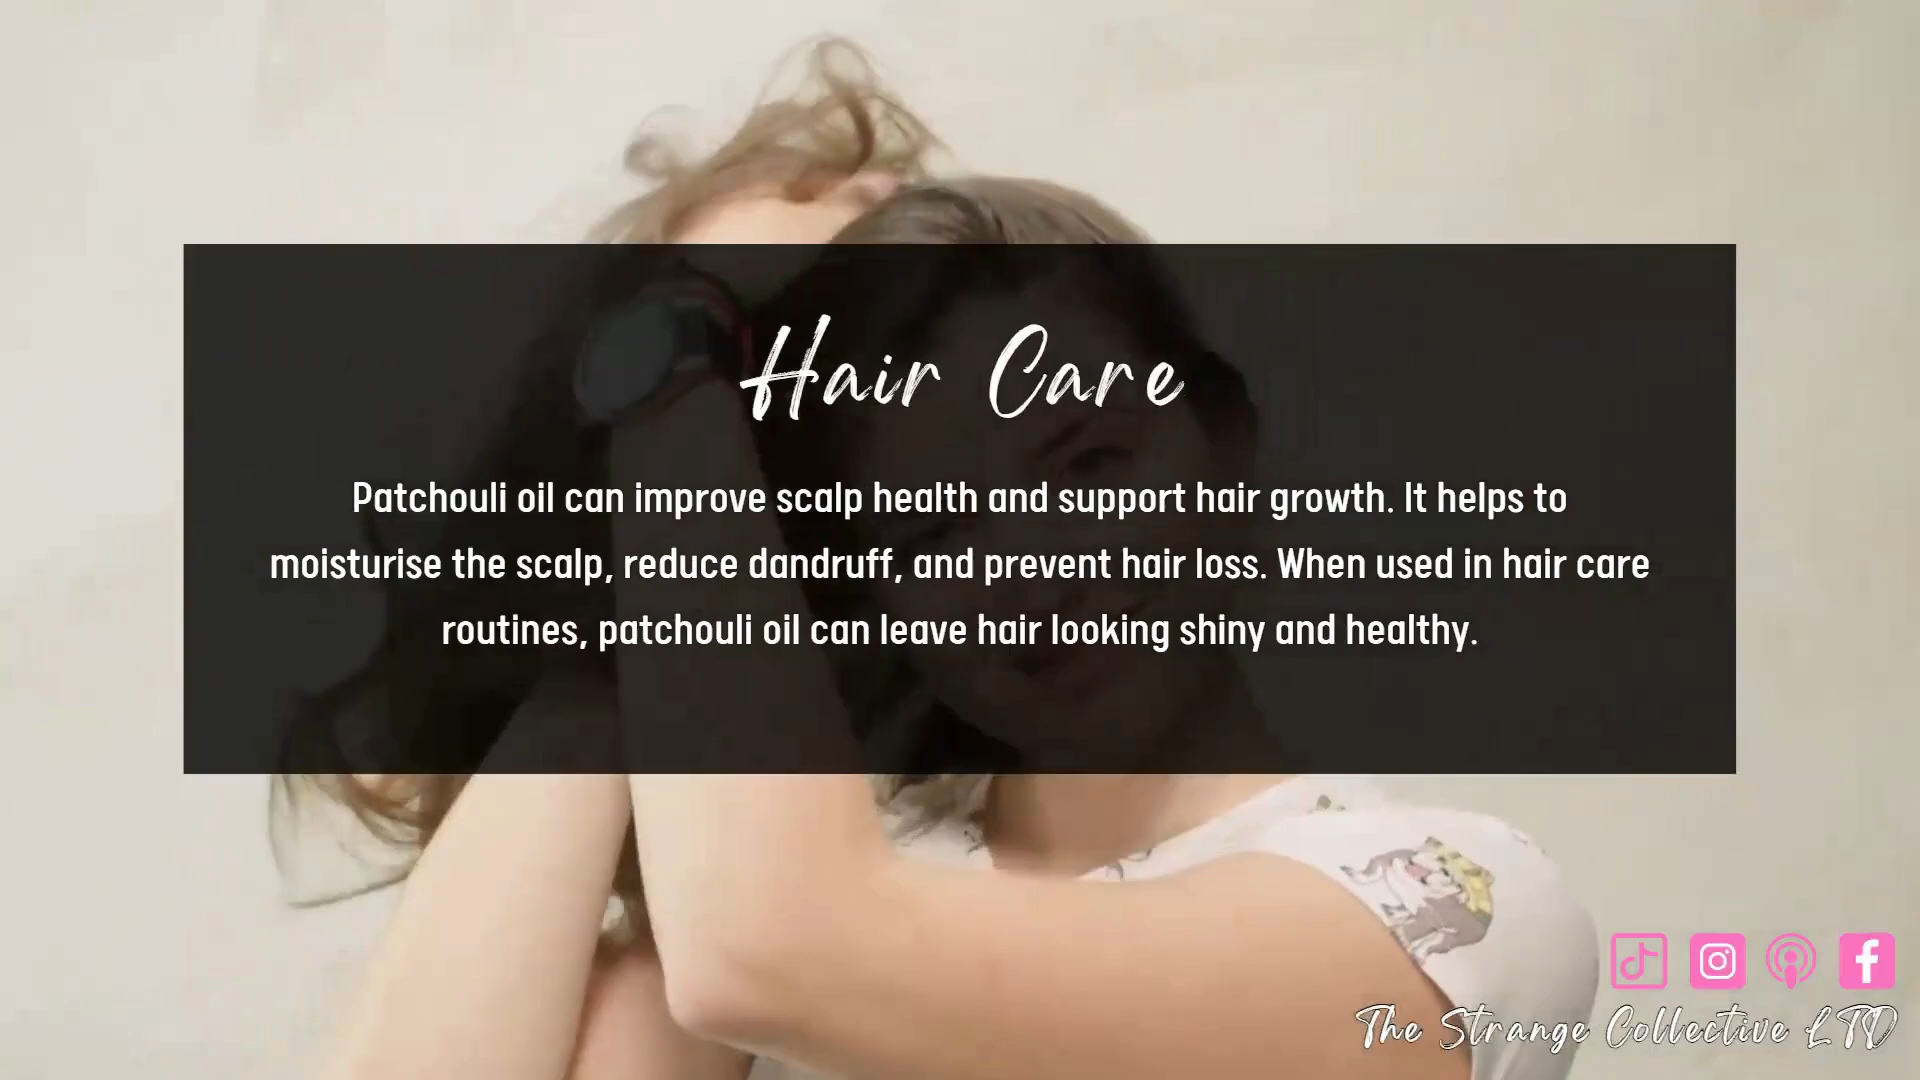 Hair Care
Patchouli oil can improve scalp health and support hair growth. It helps to
moisturise the scalp, reduce dandruff, and prevent hair loss. When used in hair care
routines, patchouli oil can leave hair looking shiny and healthy.
The Strange Collective LTD